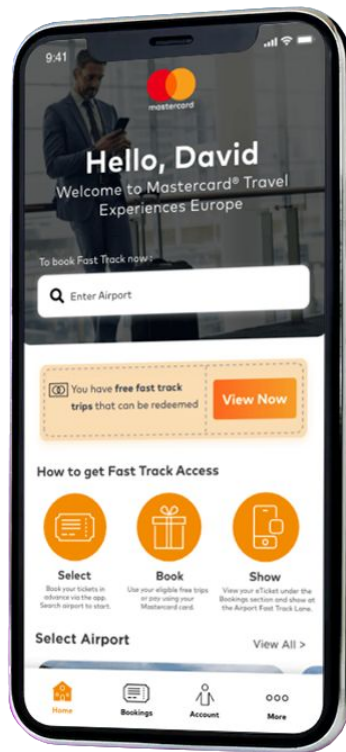 9:41
mastercard
Hello, David
Welcome to Mastercard® Travel
Experiences Europe
To book Fast Track now:
Enter Airport
You have free fast track
trips that can be redeemed
View Now
How to get Fast Track Access
Select
Book your tickets in
advance via the app.
Search airport to start.
Book
Use your eligible free trips
or pay using your
Mastercard card.
Show
View your eTicket under the
Bookings section and show at
the Airport Fast Track Lane.
Select Airport
View All >
Home
Bookings
Account
More